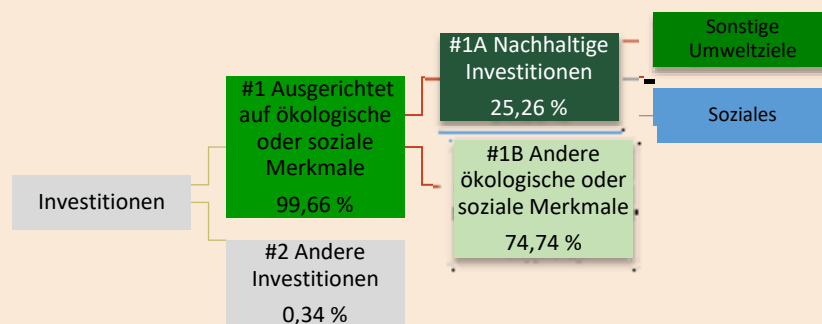 Investitionen
#1 Ausgerichtet
auf ökologische
oder soziale
Merkmale
99,66 %
#2 Andere
Investitionen
0,34 %
#1A Nachhaltige
Investitionen
25,26 %
#1B Andere
ökologische oder
soziale Merkmale
74,74 %
Sonstige
Umweltziele
Soziales